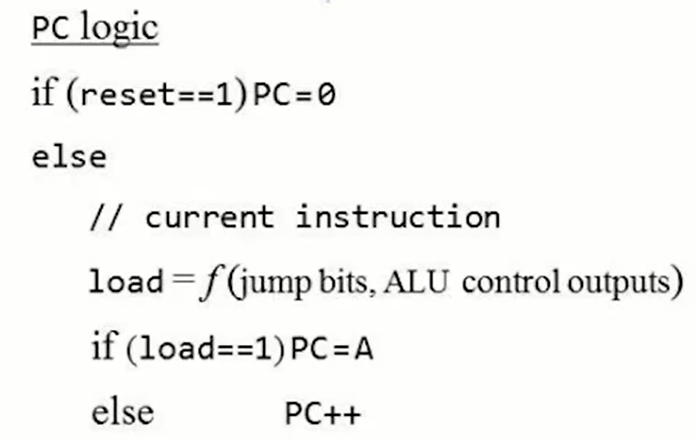 PC logic
if (reset==1) PC=0
else
// current instruction
load = f (jump bits, ALU control outputs)
if (load==1) PC=A
else PC++